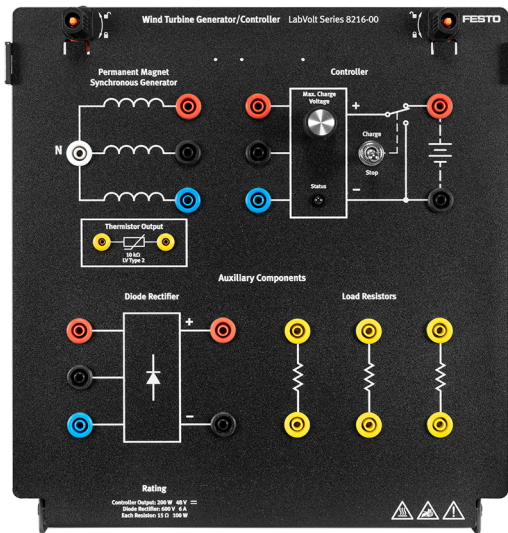 Wind Turbine Generator/Controller LabVolt Series 8216-00
FESTO
Permanent Magnet
Synchronous Generator
Controller
Max. Charge
Voltage
+
Charge
N
Stop
Status
−
Thermistor Output
10 kΩ
LV Type 2
Auxiliary Components
Diode Rectifier
Load Resistors
+
−
Rating
Controller Output: 200 W 48 V
Diode Rectifier: 600 V 6 A
Each Resistor: 15 Ω 100 W